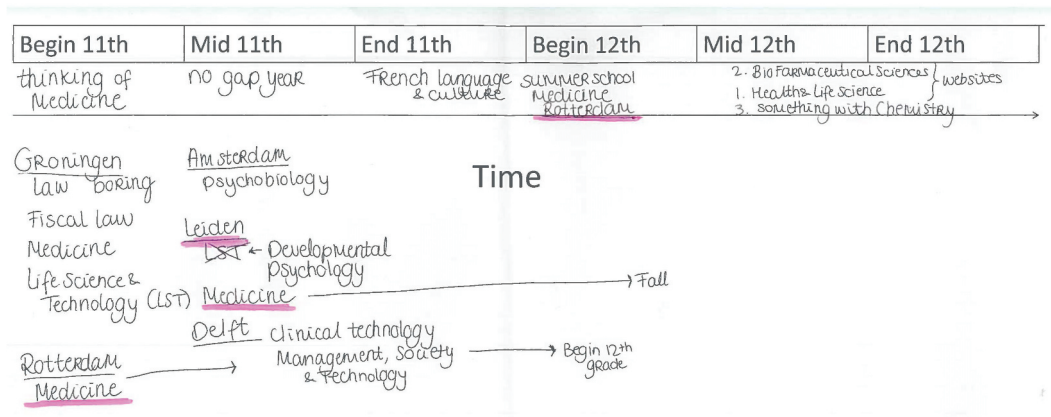 Begin 11th Mid 11th End 11th Begin 12th Mid 12th End 12th
thinking of Medicine
no gap year
French language & culture
summerschool Medicine Rotterdam
2. BioFarmaceutical Sciences
1. Health & Life Science
3. something with Chemistry
websites
Time
Groningen
law boring
Fiscal law
Medicine
Life Science &
Technology (LST)
Rotterdam
Medicine
Amsterdam
psychobiology
Leiden
LST ← Developmental
Psychology
Medicine → Fall
Delft clinical technology
Management, Society
& Technology
→ Begin 12th
grade